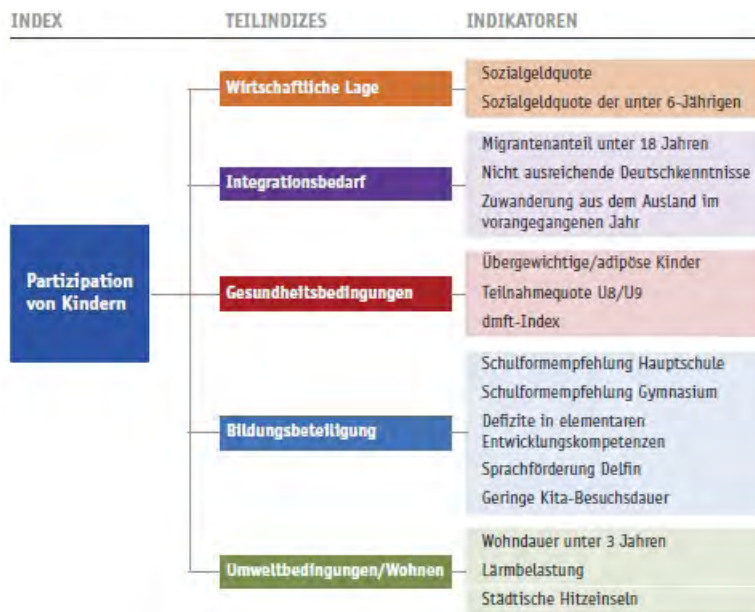 INDEX
TEILINDIZES
INDIKATOREN
Partizipation
von Kindern
Wirtschaftliche Lage
Sozialgeldquote
Sozialgeldquote der unter 6-Jährigen
Integrationsbedarf
Migrantenanteil unter 18 Jahren
Nicht ausreichende Deutschkenntnisse
Zuwanderung aus dem Ausland im
vorangegangenen Jahr
Gesundheitsbedingungen
Übergewichtige/adipöse Kinder
Teilnahmequote U8/U9
dmft-Index
Bildungsbeteiligung
Schulformempfehlung Hauptschule
Schulformempfehlung Gymnasium
Defizite in elementaren
Entwicklungskompetenzen
Sprachförderung Delfin
Geringe Kita-Besuchsdauer
Umweltbedingungen/Wohnen
Wohndauer unter 3 Jahren
Lärmbelastung
Städtische Hitzeinseln